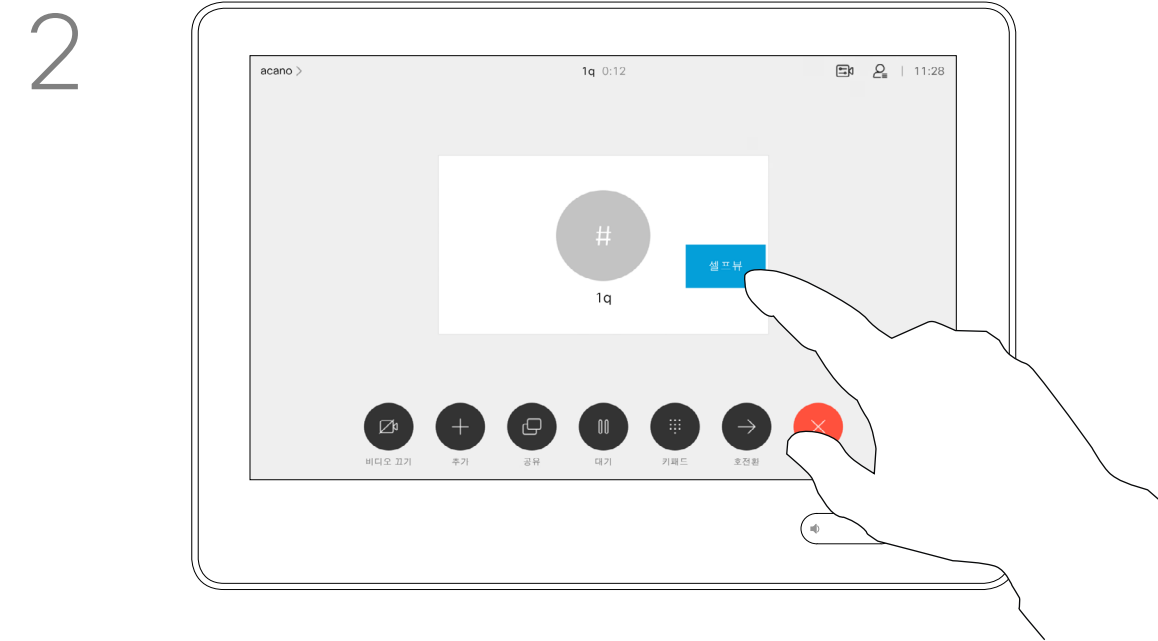 2
acano >
1q 0:12
11:28
#
1q
셀프뷰
비디오 끄기
추가
공유
대기
키패드
호전환